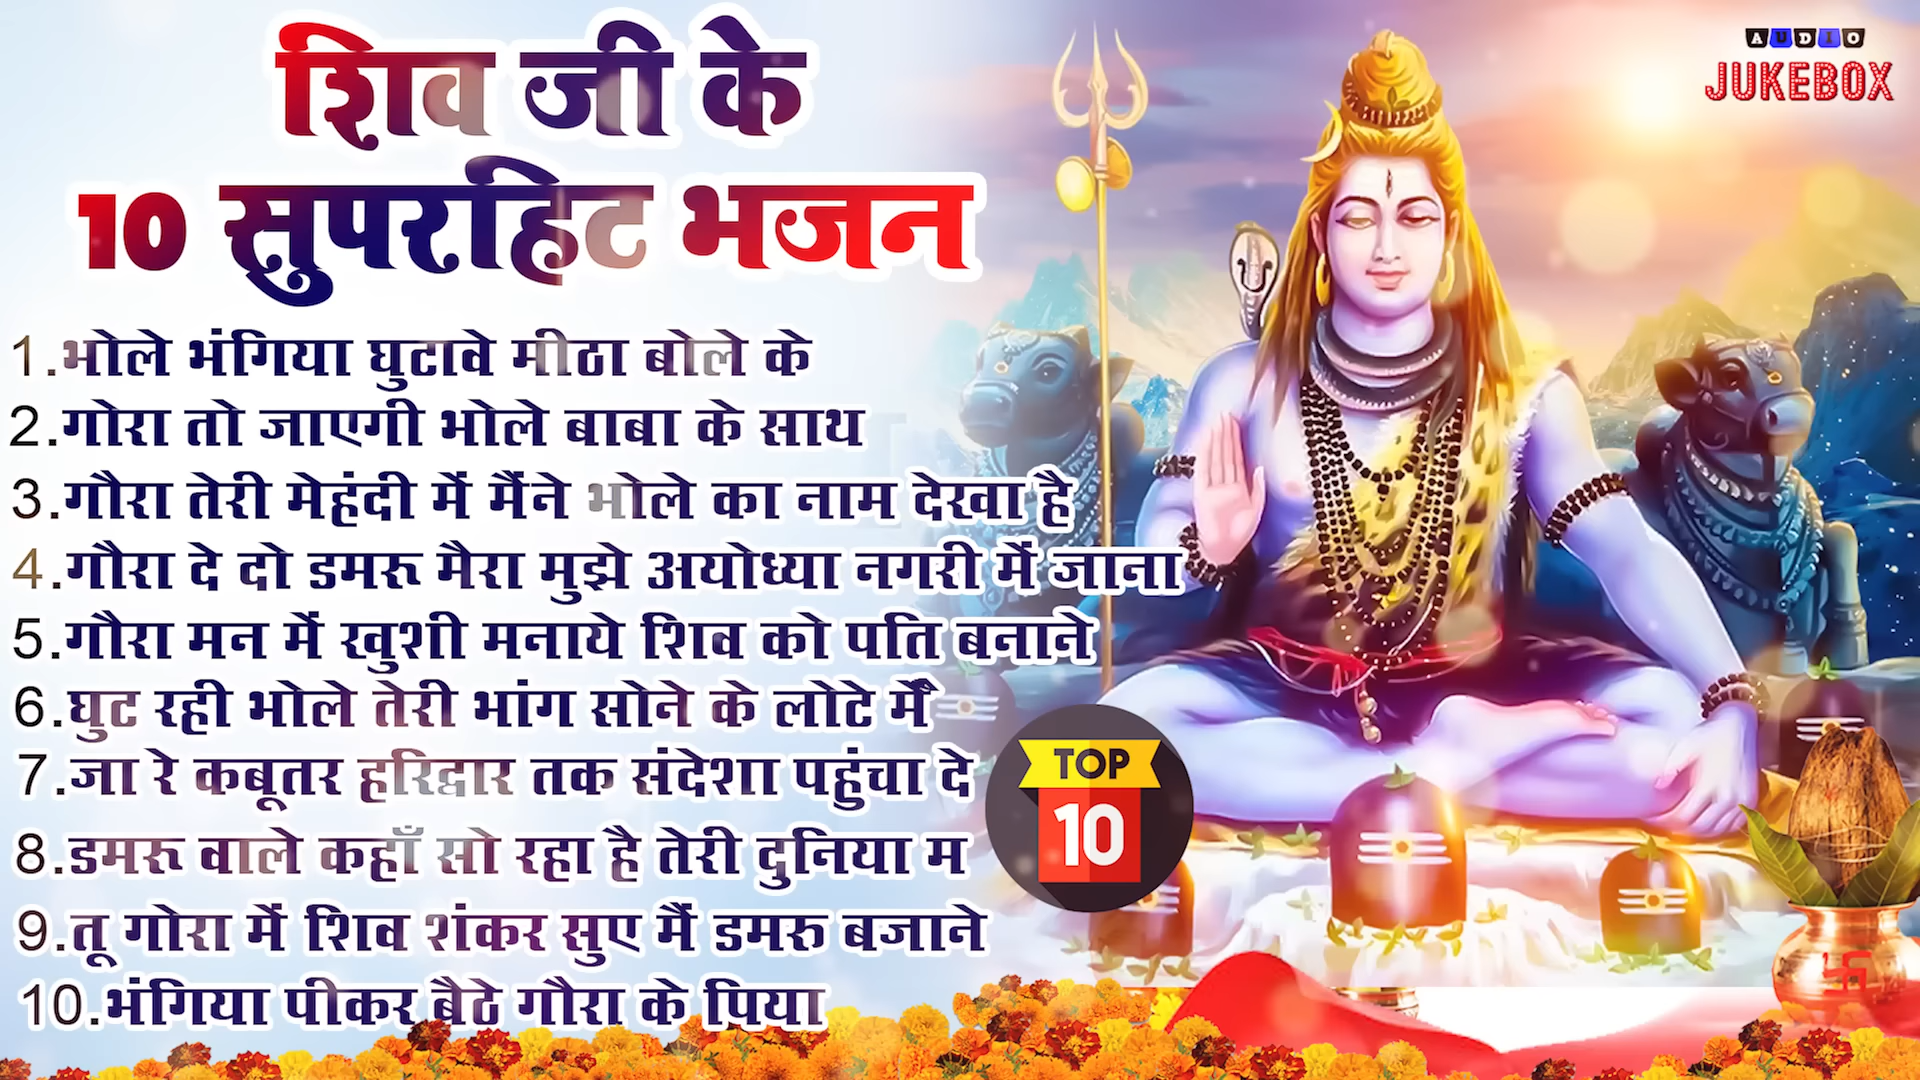 शिव जी के
10 सुपरहिट भजन
AUDIO
JUKEBOX
1.भोले भंगिया घुटावे मीठा बोले के
2.गोरा तो जाएगी भोले बाबा के साथ
3.गौरा तेरी मेहंदी में मैंने भोले का नाम देखा है
4.गौरा दे दो डमरू मैरा मुझे अयोध्या नगरी में जाना
5.गौरा मन में खुशी मनाये शिव को पति बनाने
6.घुट रही भोले तेरी भांग सोने के लोटे में
7.जा रे कबूतर हरिद्वार तक संदेशा पहुंचा दे
8.डमरू वाले कहाँ सो रहा है तेरी दुनिया म
9.तू गोरा में शिव शंकर सुए मैं डमरू बजाने
10.भंगिया पीकर बैठे गौरा के पिया
TOP
10